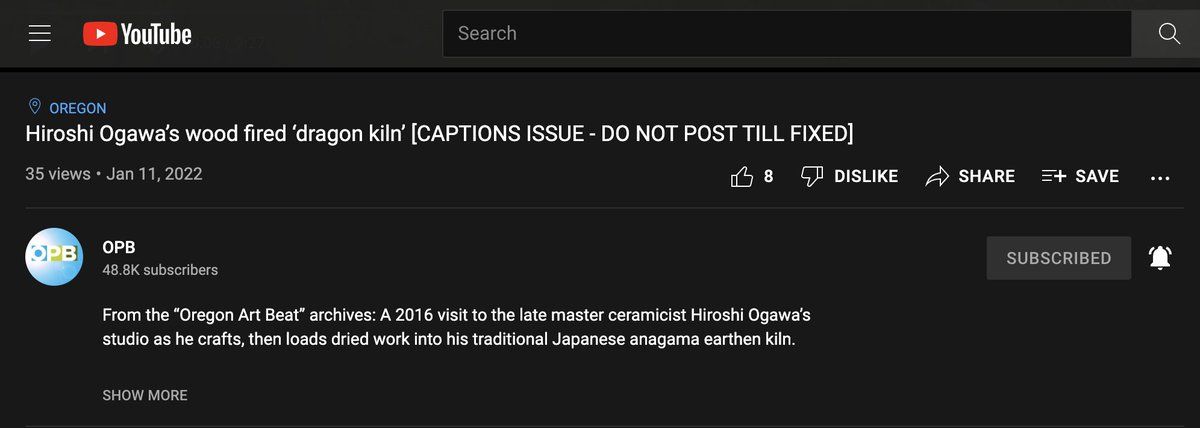 YouTube
Search
OREGON
Hiroshi Ogawa’s wood fired ‘dragon kiln’ [CAPTIONS ISSUE - DO NOT POST TILL FIXED]
35 views • Jan 11, 2022
8 DISLIKE SHARE SAVE
OPB
OPB
48.8K subscribers
SUBSCRIBED
From the “Oregon Art Beat” archives: A 2016 visit to the late master ceramicist Hiroshi Ogawa’s
studio as he crafts, then loads dried work into his traditional Japanese anagama earthen kiln.
SHOW MORE